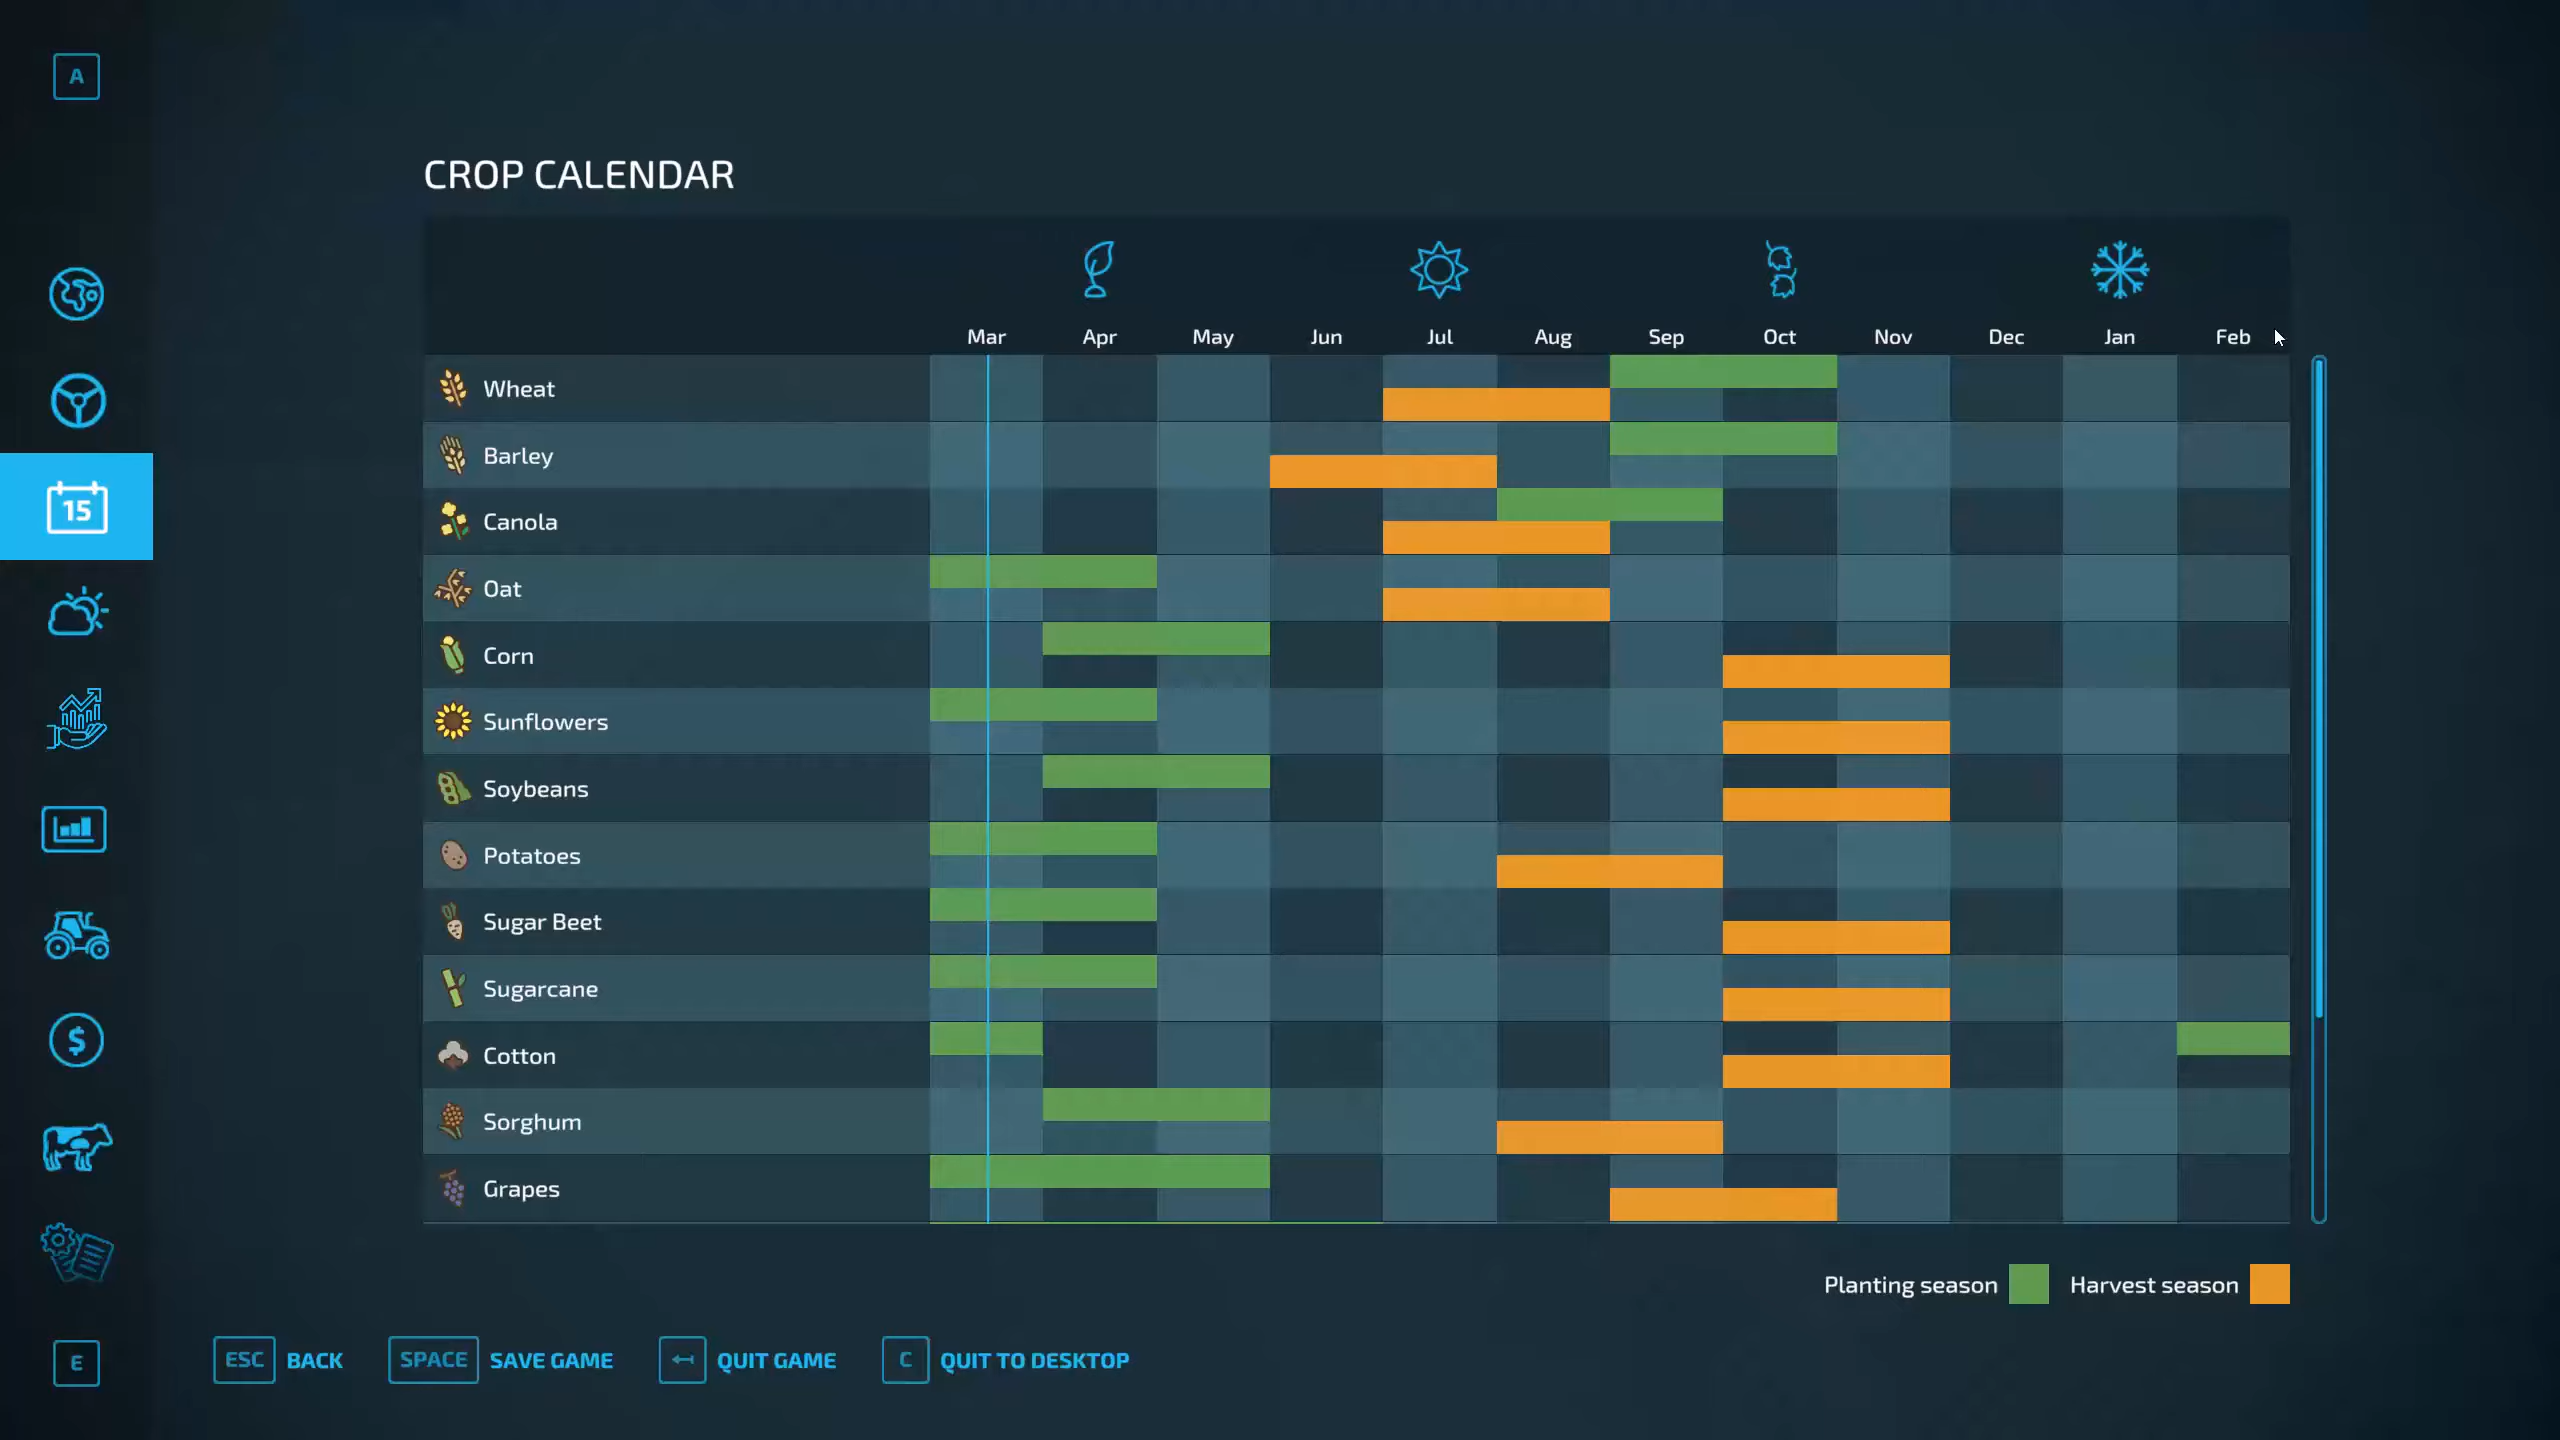 A
CROP CALENDAR
Mar Apr May Jun Jul Aug Sep Oct Nov Dec Jan Feb
Wheat
Barley
15
Canola
Oat
Corn
Sunflowers
Soybeans
Potatoes
Sugar Beet
Sugarcane
$
Cotton
Sorghum
Grapes
Planting season Harvest season
E
ESC BACK SPACE SAVE GAME QUIT GAME C QUIT TO DESKTOP